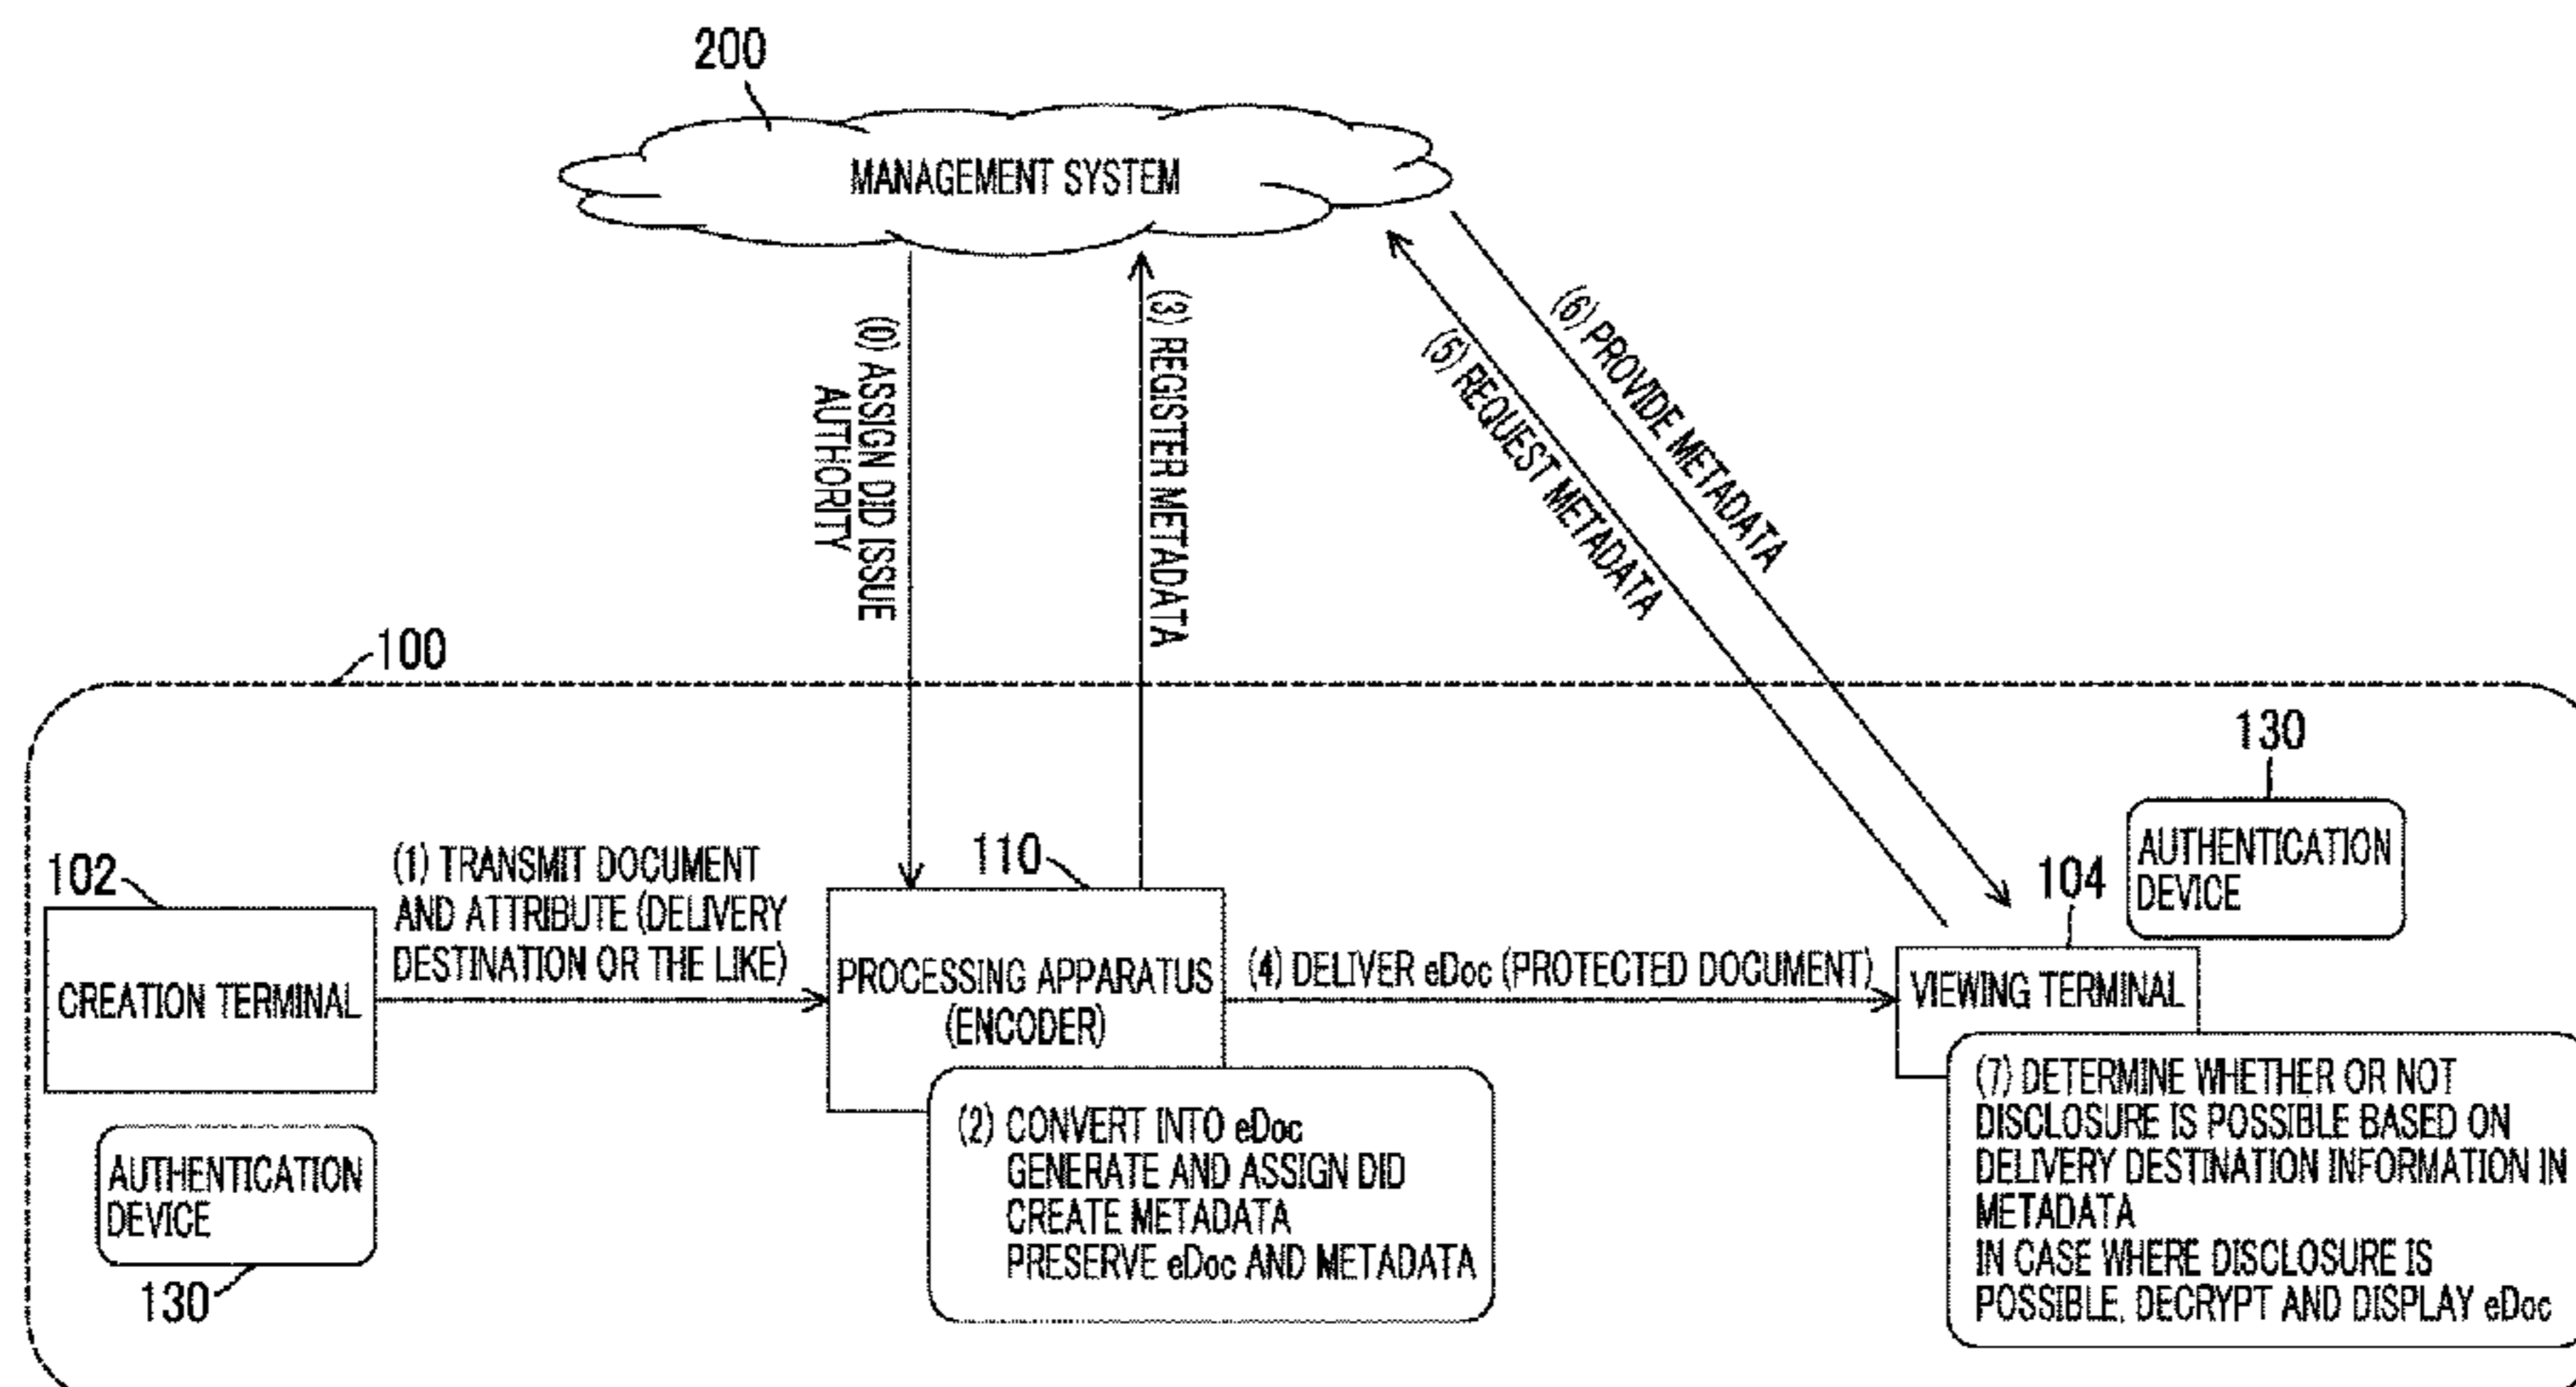 200
MANAGEMENT SYSTEM
(0) ASSIGN DID ISSUE
AUTHORITY
(3) REGISTER METADATA
(5) REQUEST METADATA
(6) PROVIDE METADATA
100
130
AUTHENTICATION
DEVICE
102
CREATION TERMINAL
(1) TRANSMIT DOCUMENT
AND ATTRIBUTE (DELIVERY
DESTINATION OR THE LIKE)
110
PROCESSING APPARATUS
(ENCODER)
(4) DELIVER eDoc (PROTECTED DOCUMENT)
104
VIEWING TERMINAL
AUTHENTICATION
DEVICE
130
(2) CONVERT INTO eDoc
GENERATE AND ASSIGN DID
CREATE METADATA
PRESERVE eDoc AND METADATA
(7) DETERMINE WHETHER OR NOT
DISCLOSURE IS POSSIBLE BASED ON
DELIVERY DESTINATION INFORMATION IN
METADATA
IN CASE WHERE DISCLOSURE IS
POSSIBLE, DECRYPT AND DISPLAY eDoc